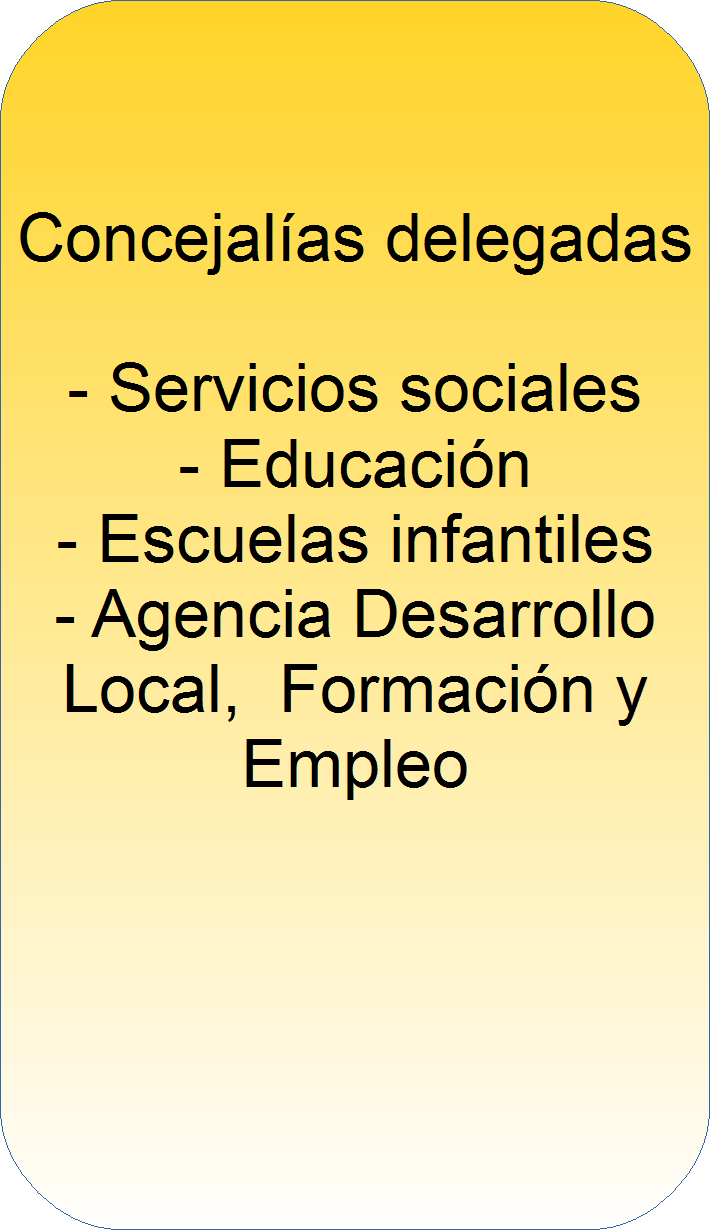 Concejalías delegadas
- Servicios sociales
- Educación
- Escuelas infantiles
- Agencia Desarrollo
Local,  Formación y
Empleo